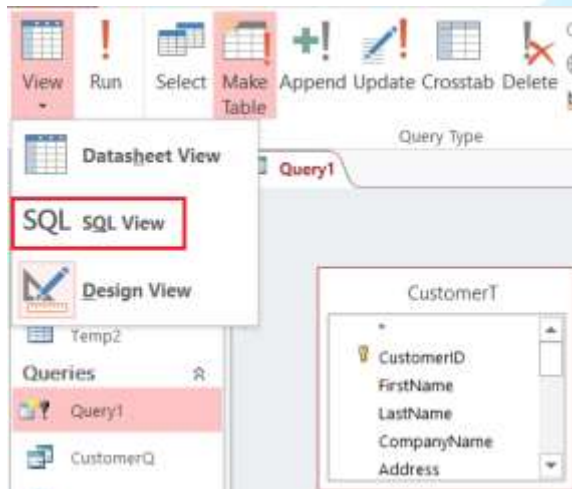 View
Run
Select
Make Table
Append
Update
Crosstab
Delete
Query Type
Datasheet View
SQL SQL View
Design View
Query1
Temp2
Queries
Query1
CustomerQ
CustomerT
*
CustomerID
FirstName
LastName
CompanyName
Address